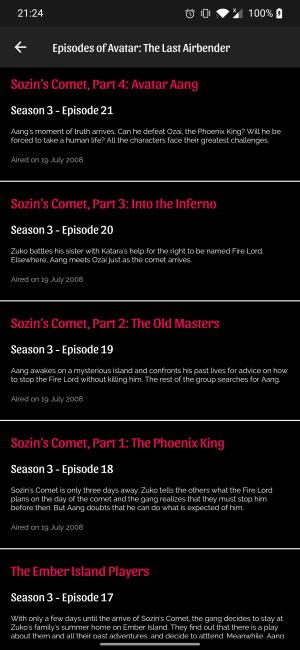 21:24
100%
Episodes of Avatar: The Last Airbender
Sozin's Comet, Part 4: Avatar Aang
Season 3 - Episode 21
Aang's moment of truth arrives. Can he defeat Ozai, the Phoenix King? Will he be
forced to take a human life? All the characters face their greatest challenges.
Aired on 19 July 2008
Sozin's Comet, Part 3: Into the Inferno
Season 3 - Episode 20
Zuko battles his sister with Katara's help for the right to be named Fire Lord.
Elsewhere, Aang meets Ozai just as the comet arrives.
Aired on 19 July 2008
Sozin's Comet, Part 2: The Old Masters
Season 3 - Episode 19
Aang awakes on a mysterious island and confronts his past lives for advice on how
to stop the Fire Lord without killing him. The rest of the group searches for Aang.
Aired on 19 July 2008
Sozin's Comet, Part 1: The Phoenix King
Season 3 - Episode 18
Sozin's Comet is only three days away. Zuko tells the others what the Fire Lord
plans on the day of the comet and the gang realizes that they must stop him
before then. But Aang doubts that he can do what is expected of him.
Aired on 19 July 2008
The Ember Island Players
Season 3 - Episode 17
With only a few days until the arrive of Sozin's Comet, the gang decides to stay at
Zuko's family's summer home on Ember Island. They find out that there is a play
about them and all their past adventures, and decide to attend. Meanwhile, Aang